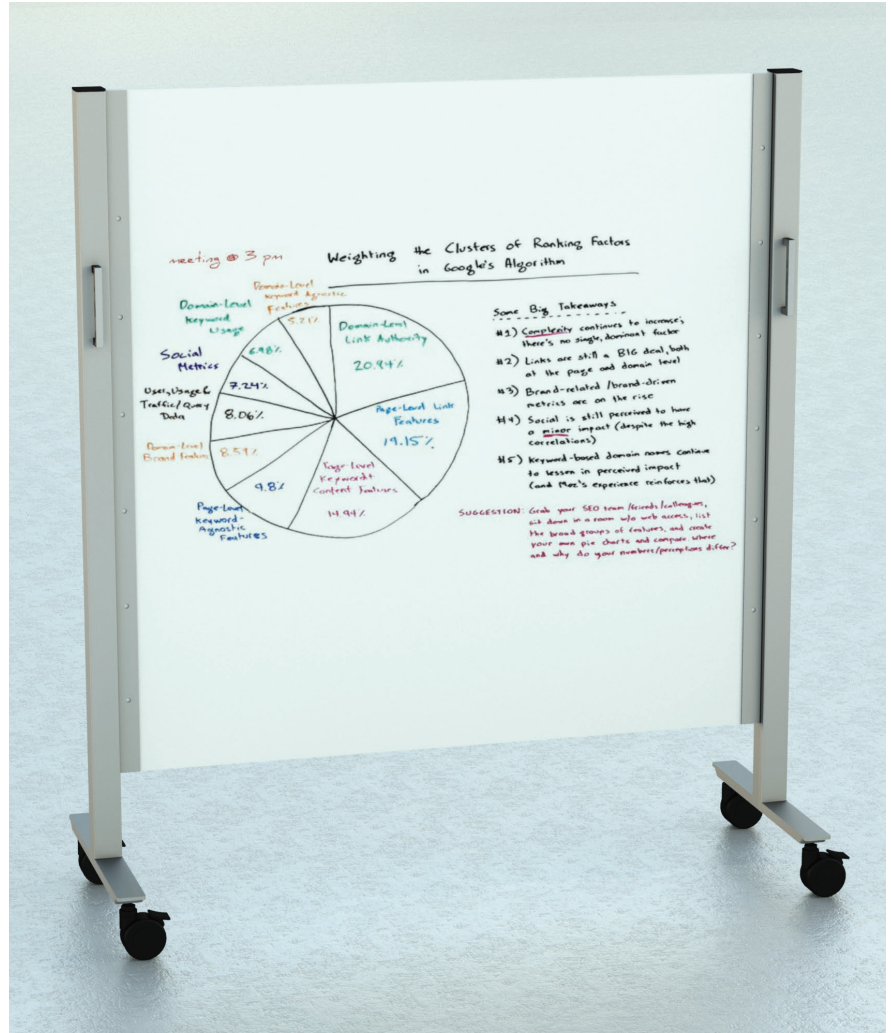 meeting @ 3 pm
Weighting the Clusters of Ranking Factors
in Google's Algorithm
Domain-Level
Keyword Agnostic
Features
5.21%
Domain-Level
Keyword
Usage
6.98%
Social
Metrics
7.24%
User, Usage &
Traffic/Query
Data
8.06%
Domain-Level
Brand Features
8.59%
Page-Level
Keyword-
Agnostic
Features
9.8%
Page-Level
Keyword +
Content Features
14.94%
Page-Level Link
Features
19.15%
Domain-Level
Link Authority
20.94%
Some Big Takeaways
#1) Complexity continues to increase;
there's no single, dominant factor
#2) Links are still a BIG deal, both
at the page and domain level
#3) Brand-related/brand-driven
metrics are on the rise
#4) Social is still perceived to have
a minor impact (despite the high
correlations)
#5) Keyword-based domain names continue
to lessen in perceived impact
(and Moz's experience reinforces that)
SUGGESTION: Grab your SEO team/friends/colleagues,
sit down in a room w/o web access, list
the broad groups of features, and create
your own pie charts and compare. Where
and why do your numbers/perceptions differ?